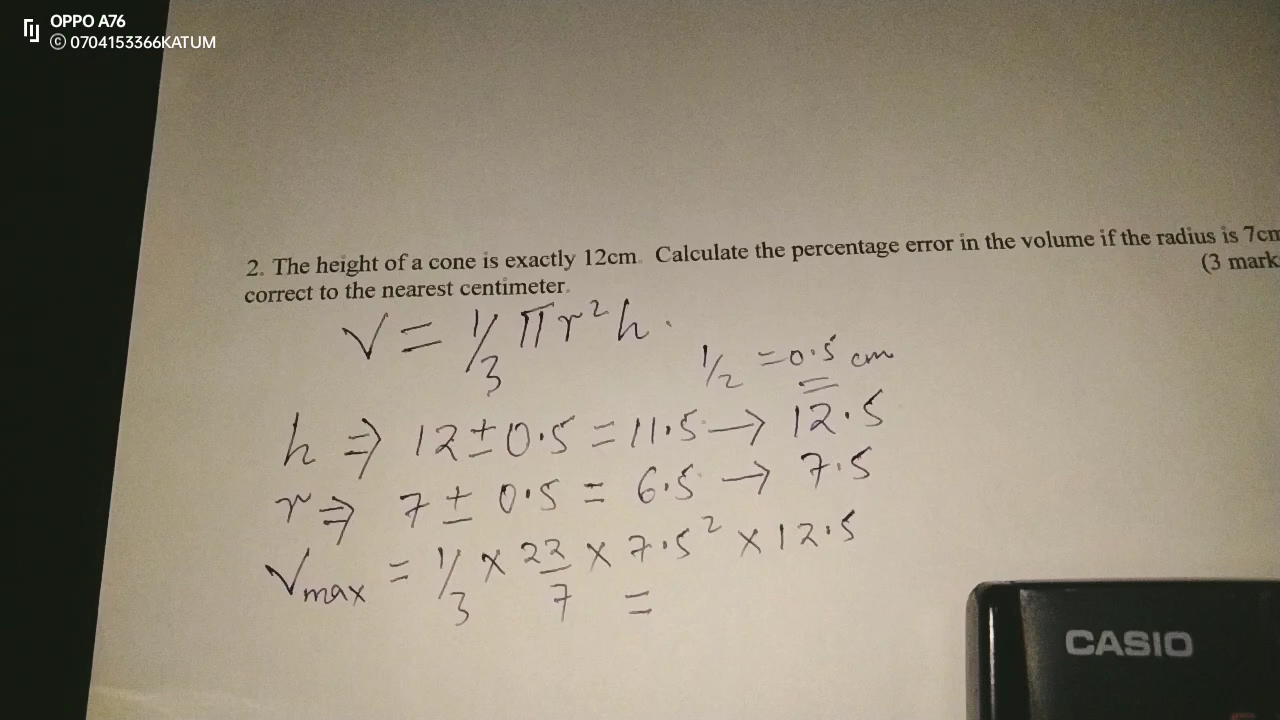 OPPO A76
© 0704153366KATUM
2. The height of a cone is exactly 12cm. Calculate the percentage error in the volume if the radius is 7cm
(3 mark
correct to the nearest centimeter.
V = 1/3 πr²h.
1/2 = 0.5 cm
h ⇒ 12 ± 0.5 = 11.5 → 12.5
r ⇒ 7 ± 0.5 = 6.5 → 7.5
Vmax = 1/3 × 22/7 × 7.5² × 12.5
=
CASIO